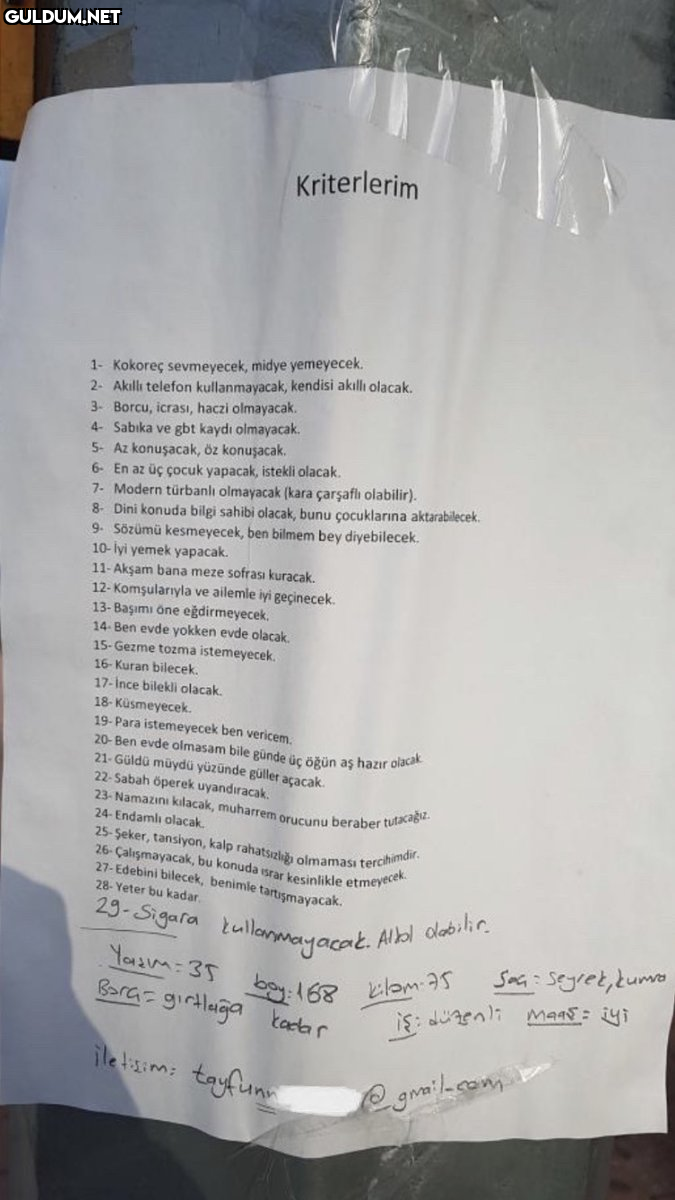 GULDUM.NET
Kriterlerim
1- Kokoreç sevmeyecek, midye yemeyecek.
2- Akıllı telefon kullanmayacak, kendisi akıllı olacak.
3- Borcu, icrası, haczi olmayacak.
4- Sabıka ve gbt kaydı olmayacak.
5- Az konuşacak, öz konuşacak.
6- En az üç çocuk yapacak, istekli olacak.
7- Modern türbanlı olmayacak (kara çarşaflı olabilir).
8- Dini konuda bilgi sahibi olacak, bunu çocuklarına aktarabilecek.
9- Sözümü kesmeyecek, ben bilmem bey diyebilecek.
10- İyi yemek yapacak.
11- Akşam bana meze sofrası kuracak.
12- Komşularıyla ve ailemle iyi geçinecek.
13- Başımı öne eğdirmeyecek.
14- Ben evde yokken evde olacak.
15- Gezme tozma istemeyecek.
16- Kuran bilecek.
17- İnce bilekli olacak.
18- Küsmeyecek.
19- Para istemeyecek ben vericem.
20- Ben evde olmasam bile günde üç öğün aş hazır olacak
21- Güldü müydü yüzünde güller açacak.
22- Sabah öperek uyandıracak.
23- Namazını kılacak, muharrem orucunu beraber tutacağız.
24- Endamlı olacak.
25- Şeker, tansiyon, kalp rahatsızlığı olmaması tercihimdir.
26- Çalışmayacak, bu konuda ısrar kesinlikle etmeyecek.
27- Edebini bilecek, benimle tartışmayacak.
28- Yeter bu kadar.
29- Sigara kullanmayacak. Alkol olabilir.
Yaşım = 35 boy: 168 kilom - 75 Saç = Seyrek, kumral
Borç = gırtlağa kadar iş: düzenli maaş = iyi
iletişim: tayfunn @gmail.com